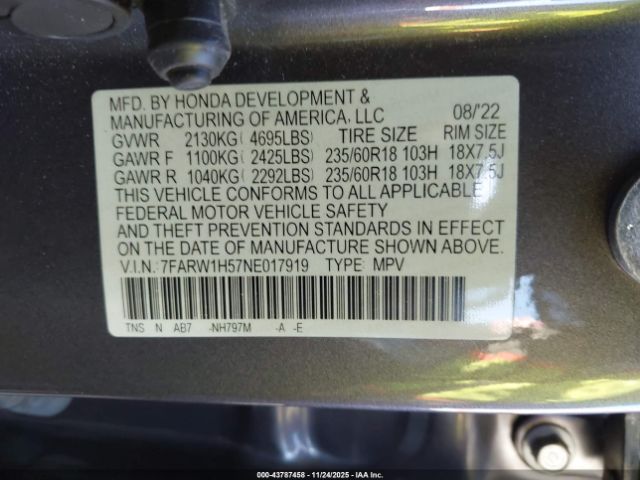 MFD. BY HONDA DEVELOPMENT &
MANUFACTURING OF AMERICA, LLC 08/'22
GVWR 2130KG( 4695LBS) TIRE SIZE RIM SIZE
GAWR F 1100KG( 2425LBS) 235/60R18 103H 18X7.5J
GAWR R 1040KG( 2292LBS) 235/60R18 103H 18X7.5J
THIS VEHICLE CONFORMS TO ALL APPLICABLE
FEDERAL MOTOR VEHICLE SAFETY
AND THEFT PREVENTION STANDARDS IN EFFECT
ON THE DATE OF MANUFACTURE SHOWN ABOVE.
V.I.N.: 7FARW1H57NE017919 TYPE: MPV
TNS N AB7 -NH797M -A -E
000-43787458 - 11/24/2025 - IAA Inc.